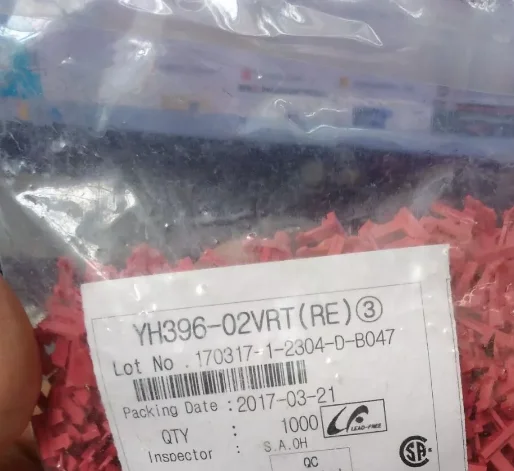 YH396-02VRT(RE)③
Lot No . 170317-1-2304-D-B047
Packing Date : 2017-03-21
QTY : 1000
LEAD-FREE
Inspector : S.A.OH
QC